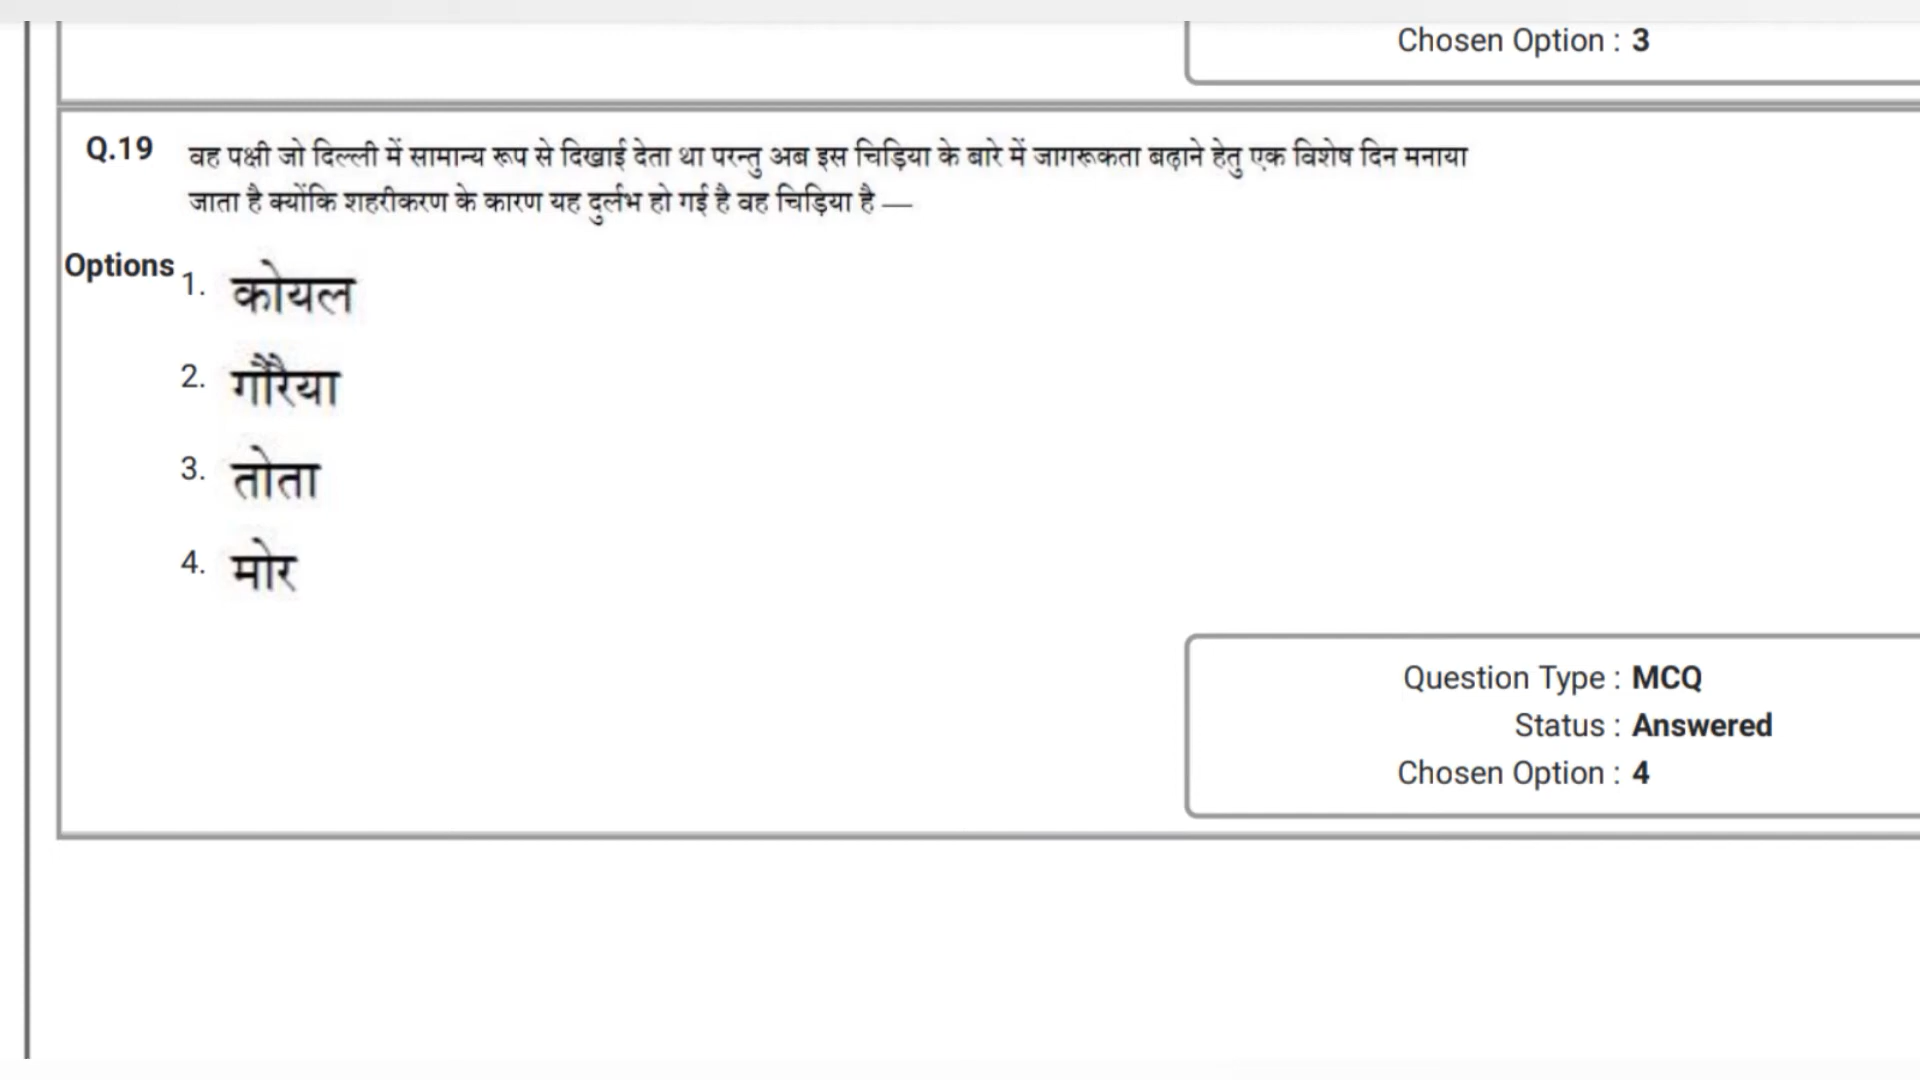 Chosen Option : 3
Q.19 वह पक्षी जो दिल्ली में सामान्य रूप से दिखाई देता था परन्तु अब इस चिड़िया के बारे में जागरूकता बढ़ाने हेतु एक विशेष दिन मनाया
जाता है क्योंकि शहरीकरण के कारण यह दुर्लभ हो गई है वह चिड़िया है —
Options 1. कोयल
2. गौरैया
3. तोता
4. मोर
Question Type : MCQ
Status : Answered
Chosen Option : 4